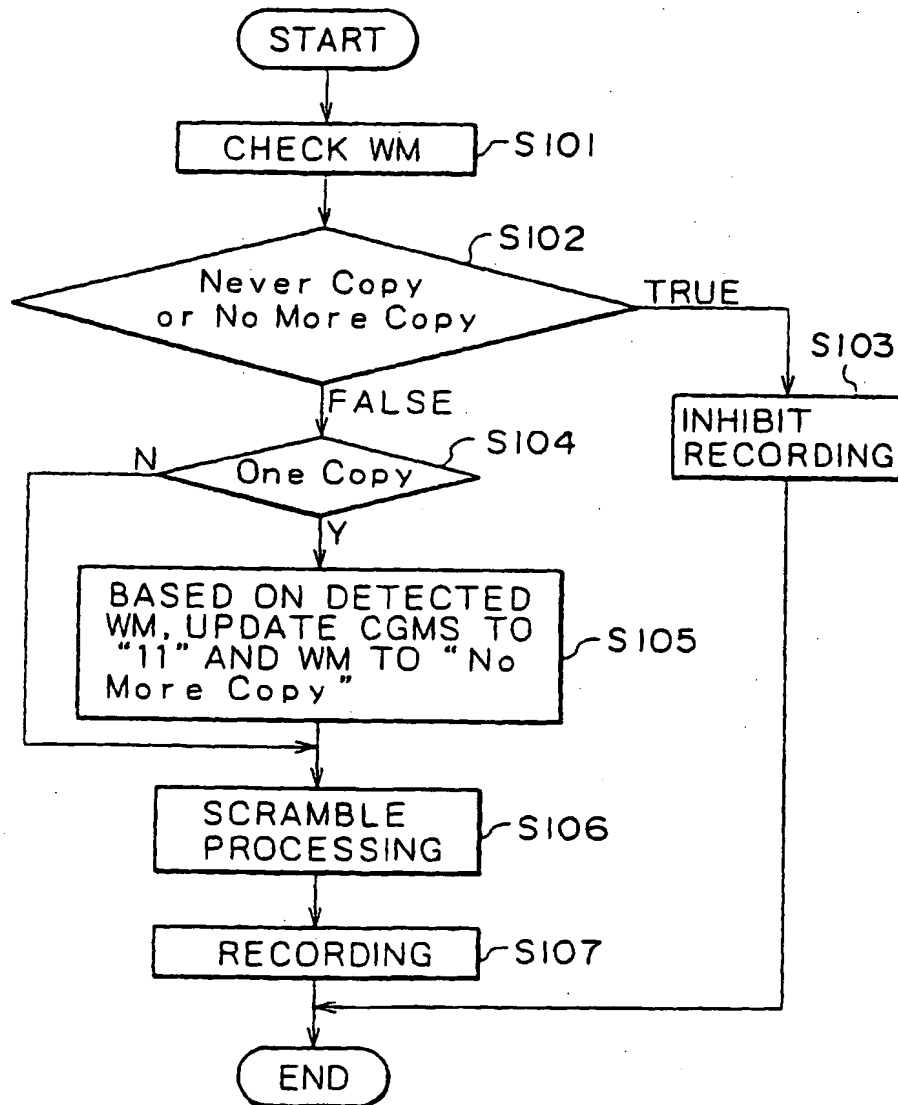 START
CHECK WM
S101
S102
Never Copy
or No More Copy
TRUE
S103
FALSE
INHIBIT
RECORDING
S104
N
One Copy
Y
BASED ON DETECTED
WM, UPDATE CGMS TO
"11" AND WM TO "No
More Copy"
S105
SCRAMBLE
PROCESSING
S106
RECORDING
S107
END